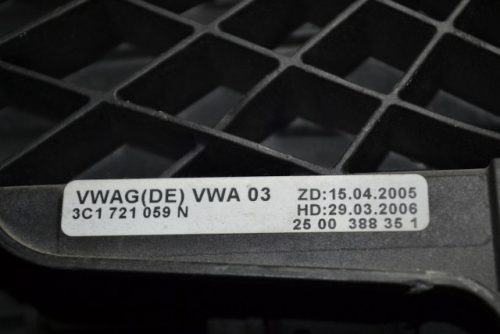 VWAG(DE) VWA 03 ZD:15.04.2005
3C1 721 059 N HD:29.03.2006
25 00 388 35 1